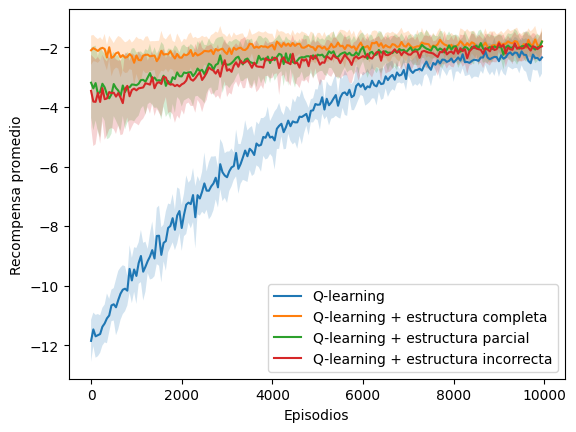 −2
−4
−6
−8
−10
−12
Recompensa promedio
0
2000
4000
6000
8000
10000
Episodios
Q-learning
Q-learning + estructura completa
Q-learning + estructura parcial
Q-learning + estructura incorrecta